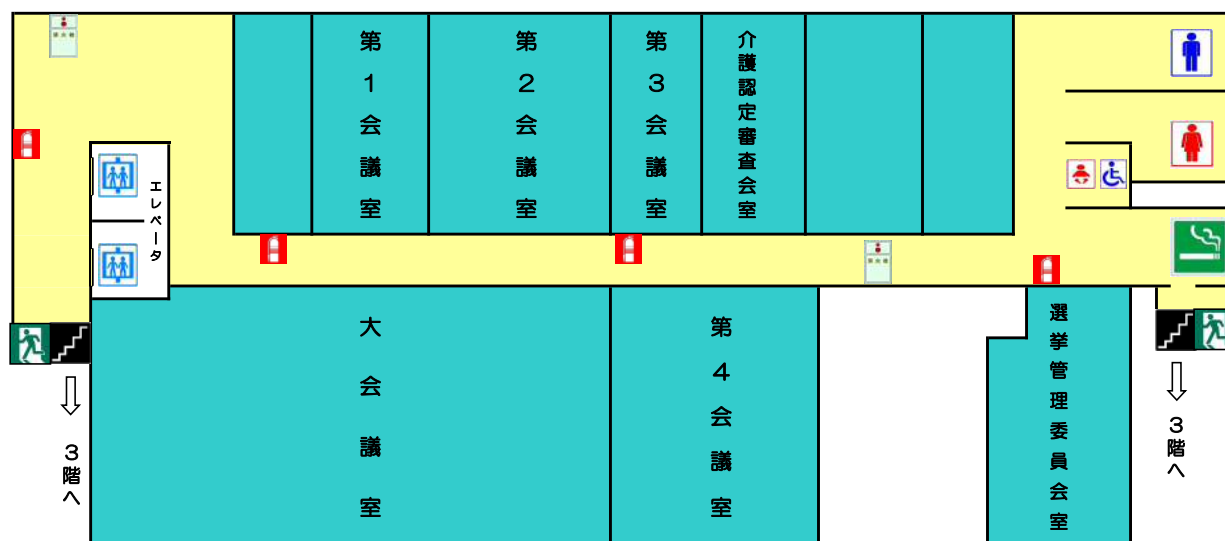 第1会議室
第2会議室
第3会議室
介護認定審査会室
エレベータ
大会議室
第4会議室
選挙管理委員会室
3階へ
3階へ